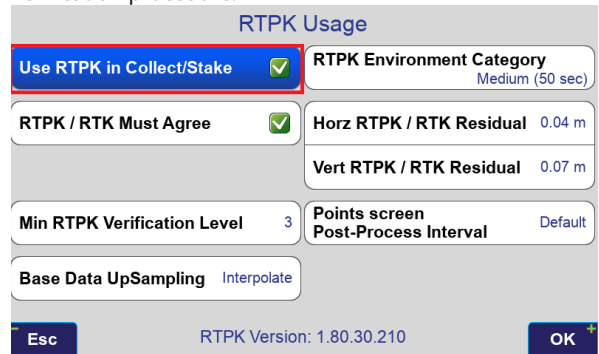 RTPK Usage
Use RTPK in Collect/Stake
RTPK Environment Category
Medium (50 sec)
RTPK / RTK Must Agree
Horz RTPK / RTK Residual 0.04 m
Vert RTPK / RTK Residual 0.07 m
Min RTPK Verification Level 3
Points screen
Post-Process Interval
Default
Base Data UpSampling Interpolate
Esc
RTPK Version: 1.80.30.210
OK